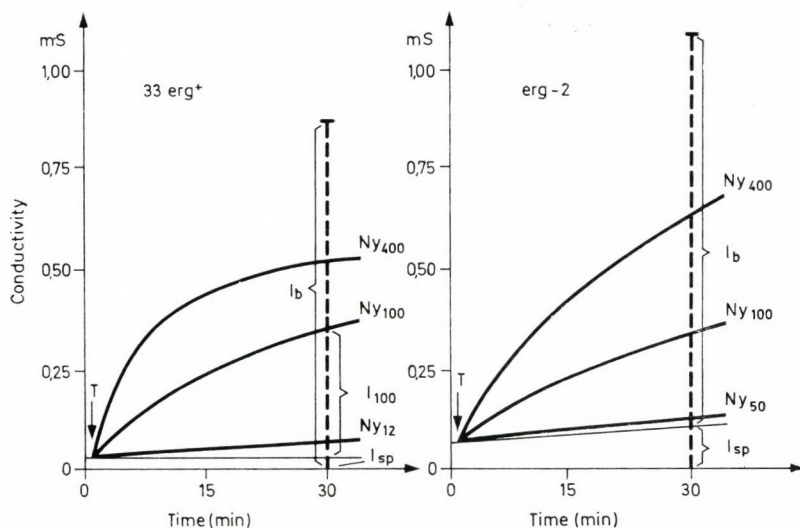 mS
1,00
0,75
0,50
0,25
0
Conductivity
33 erg⁺
T
Ny400
Ny100
Ny12
Ib
I100
Isp
0
15
30
Time (min)
mS
1,00
0,75
0,50
0,25
0
erg-2
T
Ny400
Ny100
Ny50
Ib
Isp
0
15
30
Time (min)